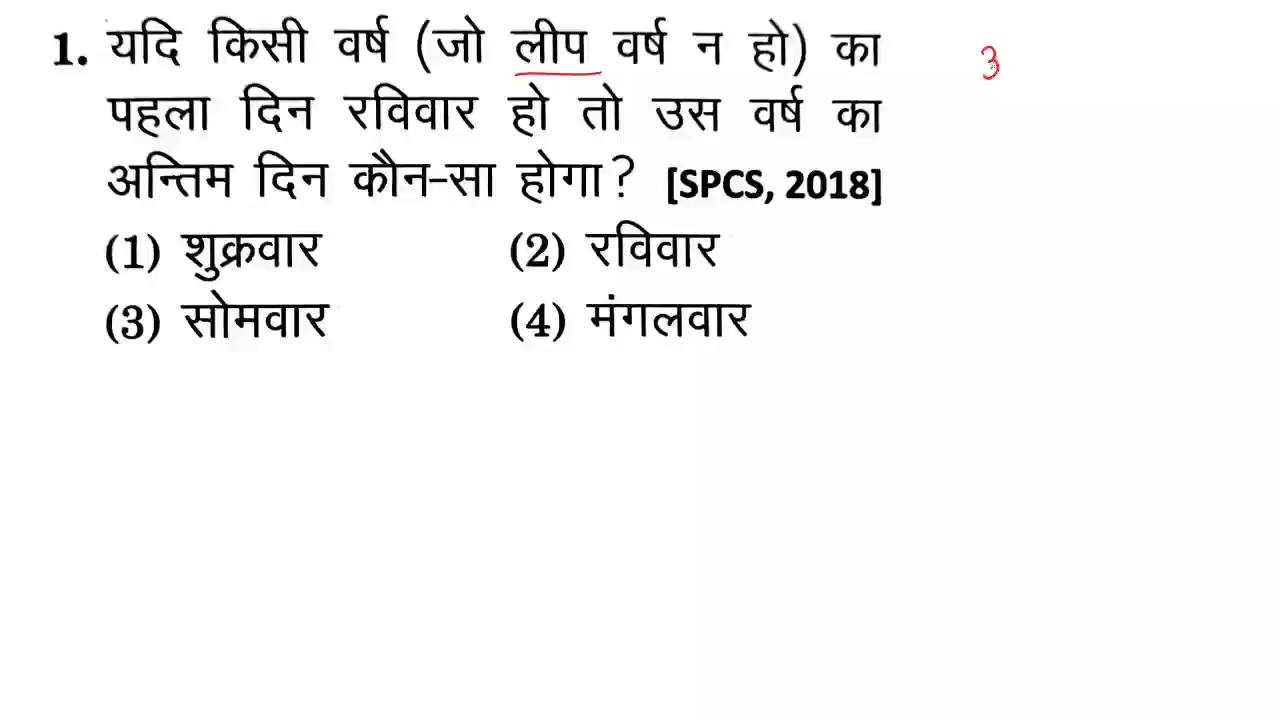 1. यदि किसी वर्ष (जो लीप वर्ष न हो) का 3
पहला दिन रविवार हो तो उस वर्ष का
अन्तिम दिन कौन-सा होगा? [SPCS, 2018]
(1) शुक्रवार (2) रविवार
(3) सोमवार (4) मंगलवार